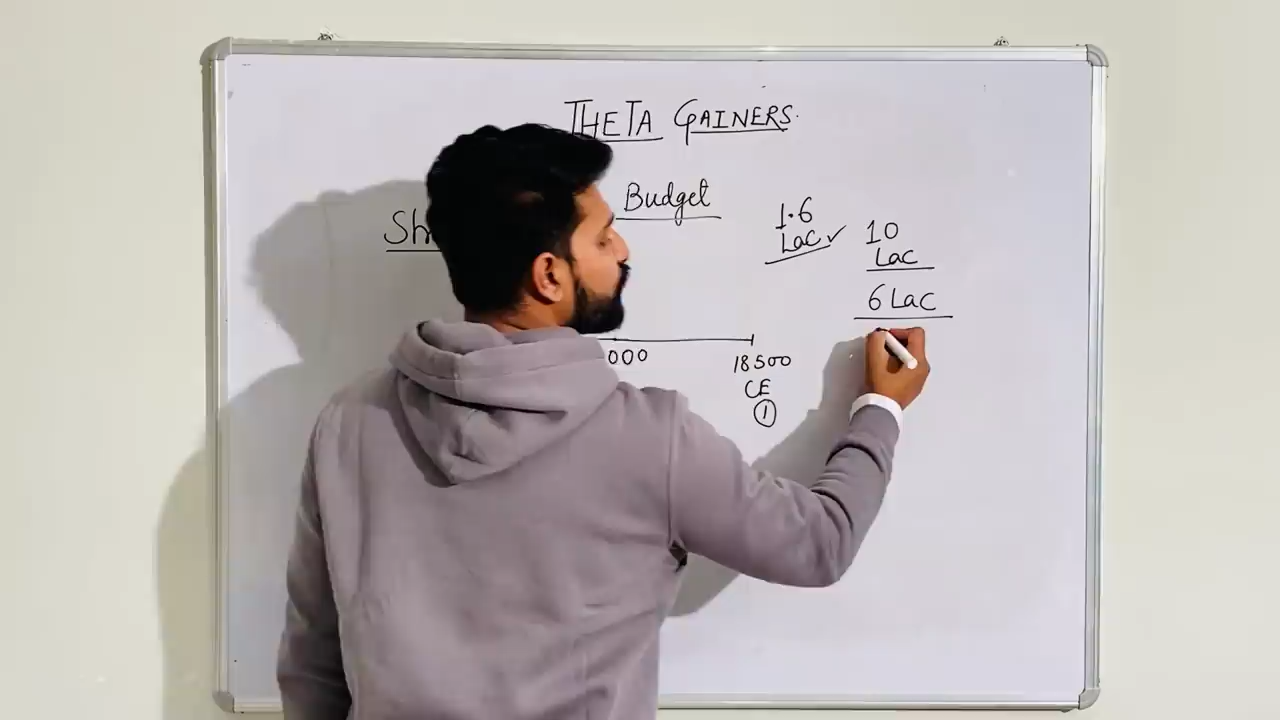 THETA GAINERS.
Budget
1.6
Lac ✓
10
Lac
6 Lac
000
18500
CE
1